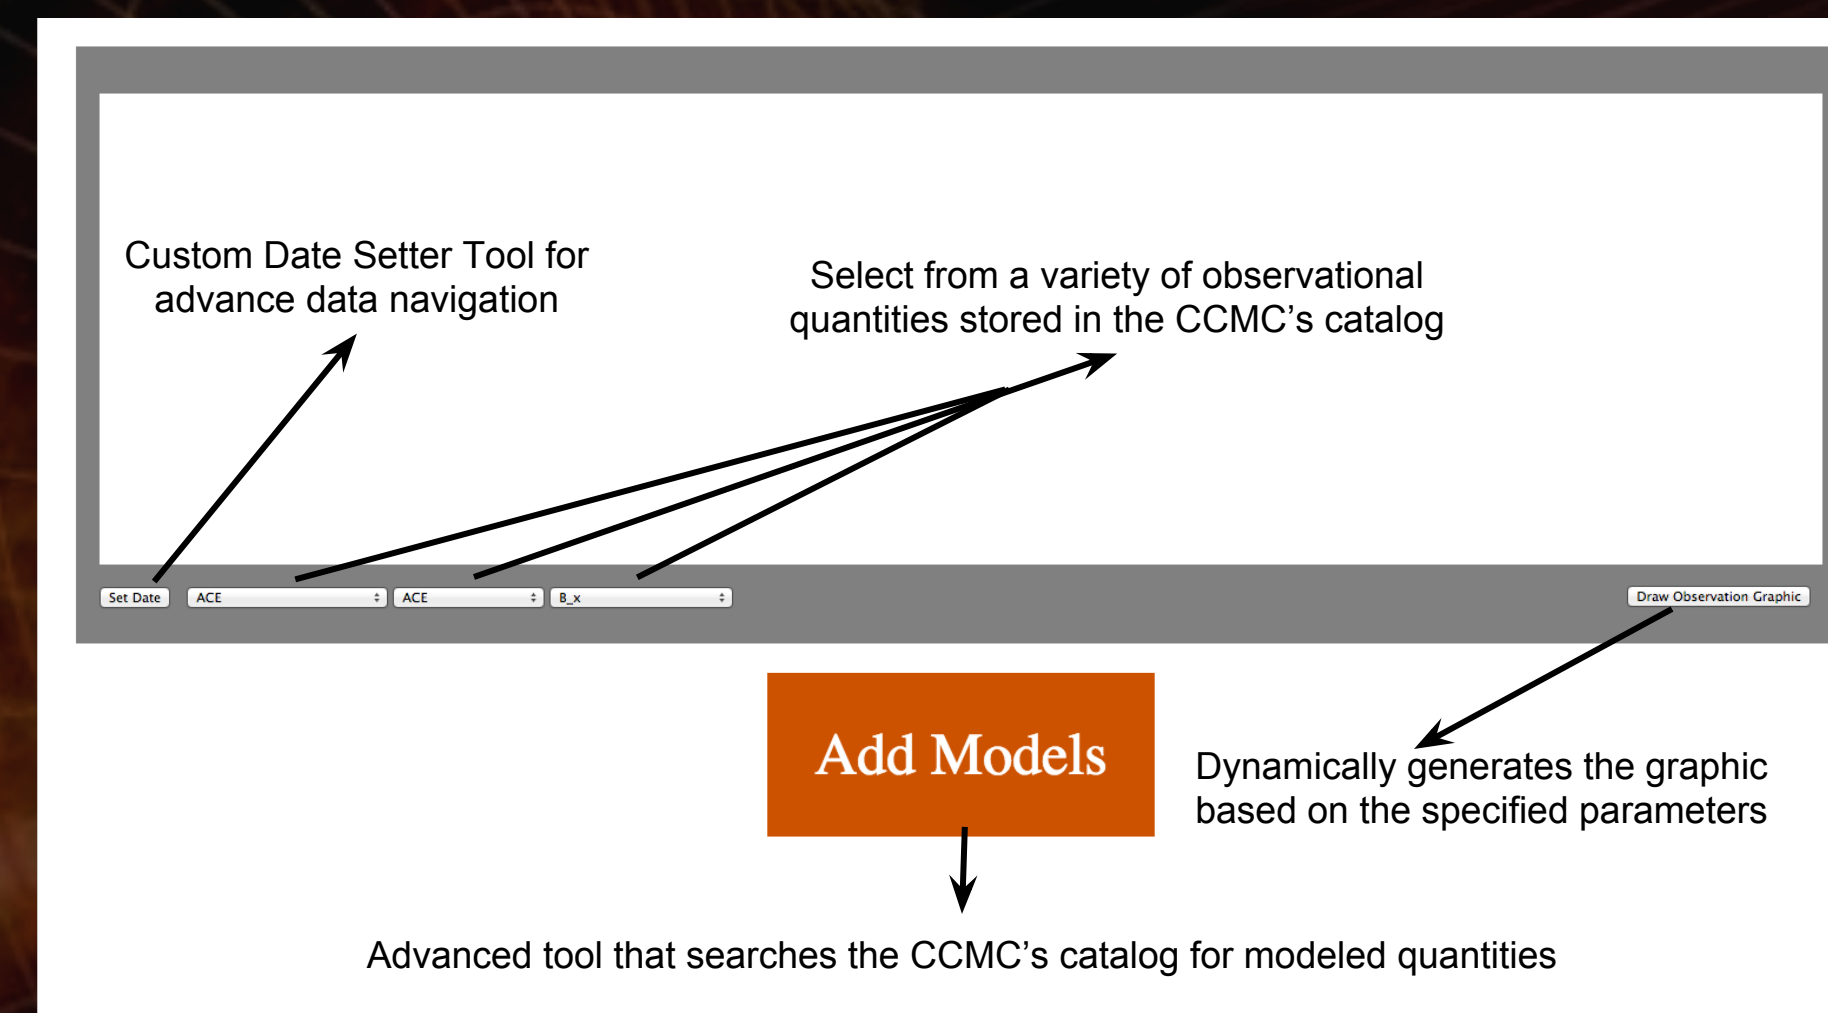 Custom Date Setter Tool for
advance data navigation
Select from a variety of observational
quantities stored in the CCMC's catalog
Set Date
ACE
ACE
B_x
Draw Observation Graphic
Add Models
Dynamically generates the graphic
based on the specified parameters
Advanced tool that searches the CCMC's catalog for modeled quantities